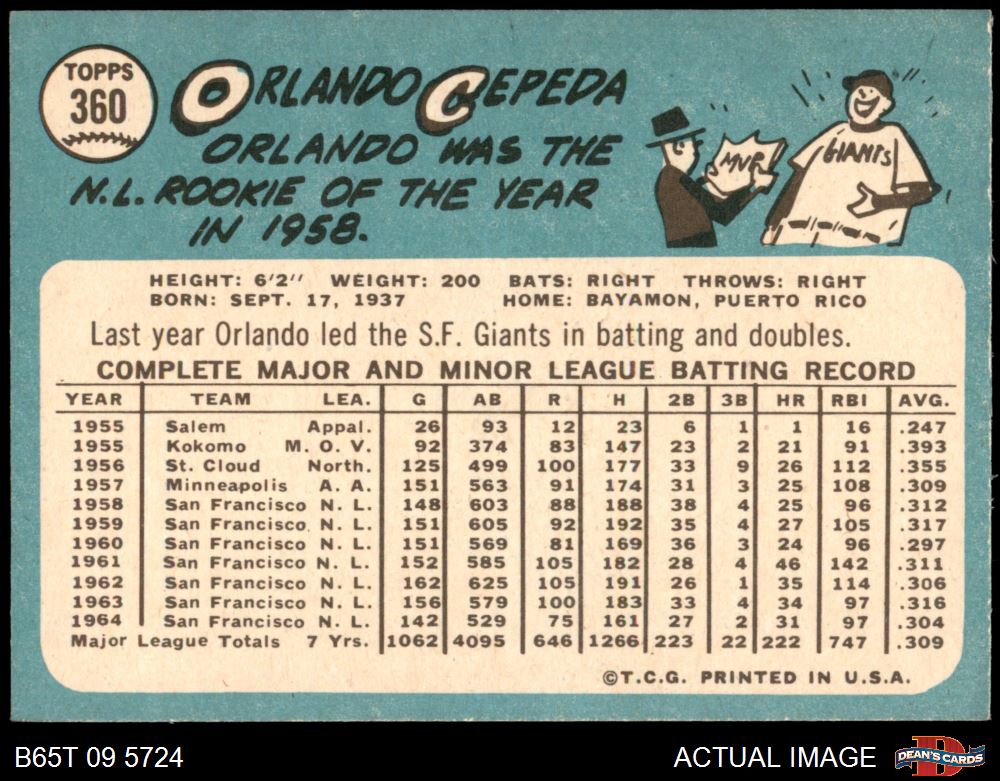 TOPPS
360
ORLANDO CEPEDA
ORLANDO WAS THE
N.L. ROOKIE OF THE YEAR
IN 1958.
MVP
GIANTS
HEIGHT: 6'2'' WEIGHT: 200 BATS: RIGHT THROWS: RIGHT
BORN: SEPT. 17, 1937 HOME: BAYAMON, PUERTO RICO
Last year Orlando led the S.F. Giants in batting and doubles.
COMPLETE MAJOR AND MINOR LEAGUE BATTING RECORD
YEAR TEAM LEA. G AB R H 2B 3B HR RBI AVG.
1955 Salem Appal. 26 93 12 23 6 1 1 16 .247
1955 Kokomo M. O. V. 92 374 83 147 23 2 21 91 .393
1956 St. Cloud North. 125 499 100 177 33 9 26 112 .355
1957 Minneapolis A. A. 151 563 91 174 31 3 25 108 .309
1958 San Francisco N. L. 148 603 88 188 38 4 25 96 .312
1959 San Francisco N. L. 151 605 92 192 35 4 27 105 .317
1960 San Francisco N. L. 151 569 81 169 36 3 24 96 .297
1961 San Francisco N. L. 152 585 105 182 28 4 46 142 .311
1962 San Francisco N. L. 162 625 105 191 26 1 35 114 .306
1963 San Francisco N. L. 156 579 100 183 33 4 34 97 .316
1964 San Francisco N. L. 142 529 75 161 27 2 31 97 .304
Major League Totals 7 Yrs. 1062 4095 646 1266 223 22 222 747 .309
©T.C.G. PRINTED IN U.S.A.
B65T 09 5724 ACTUAL IMAGE DEAN'S CARDS